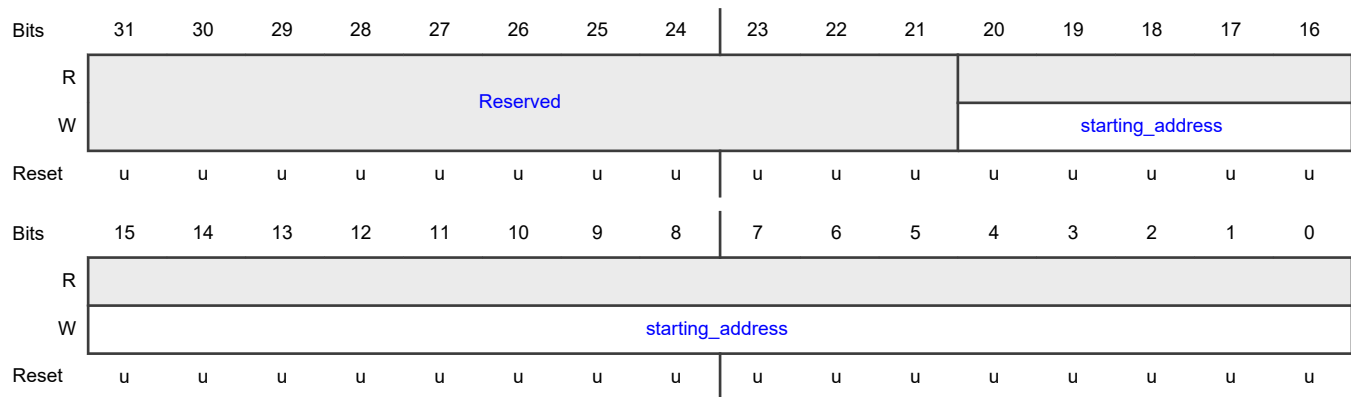 Bits 31 30 29 28 27 26 25 24 23 22 21 20 19 18 17 16
R
Reserved
W starting_address
Reset u u u u u u u u u u u u u u u u
Bits 15 14 13 12 11 10 9 8 7 6 5 4 3 2 1 0
R
W starting_address
Reset u u u u u u u u u u u u u u u u